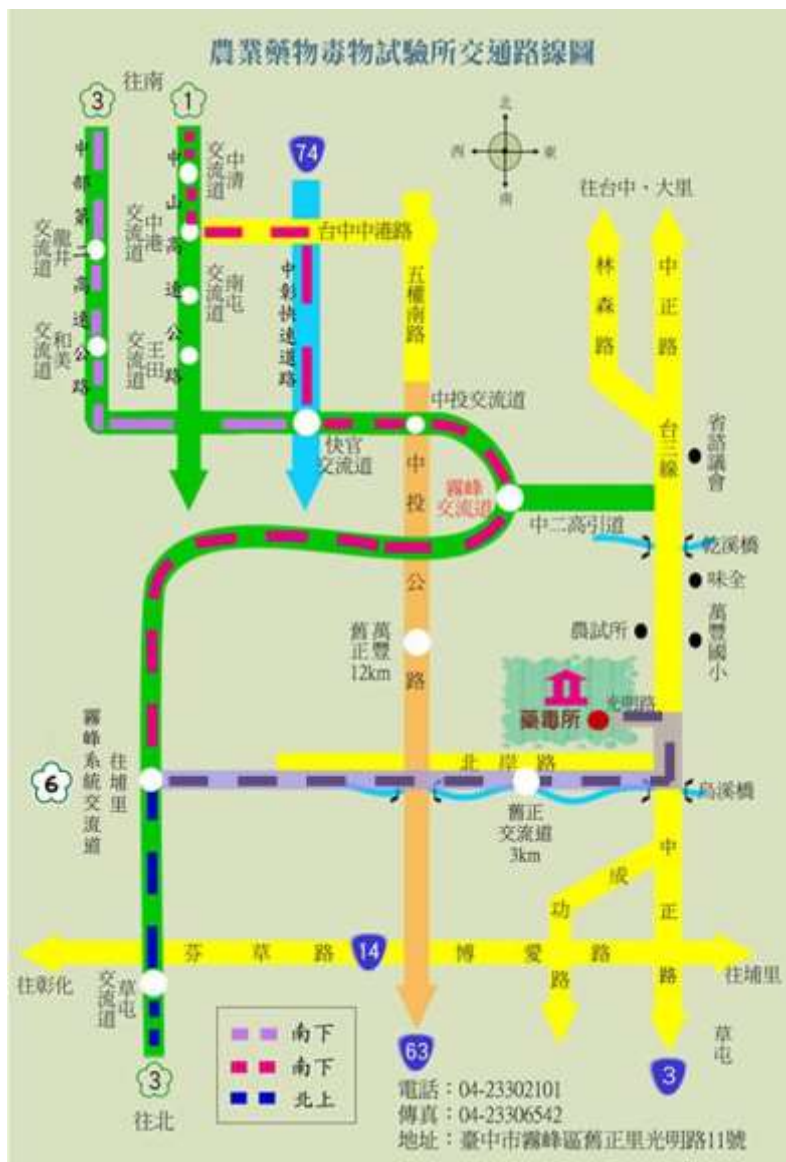 農業藥物毒物試驗所交通路線圖
往南
3
1
74
北
西
東
南
往台中、大里
中部第二高速公路
中山高速公路
中清交流道
中港交流道
龍井交流道
南屯交流道
和美交流道
王田交流道
台中中港路
中彰快速道路
五權南路
林森路
中正路
台三線
省諮議會
中投交流道
快官交流道
霧峰交流道
中二高引道
乾溪橋
味全
中投公路
農試所
萬豐國小
萬豐
舊正
12km
光明路
藥毒所
霧峰系統交流道
往埔里
6
北岸路
烏溪橋
舊正
交流道
3km
中正路
成功路
芬草路
14
博愛路
往彰化
草屯交流道
往埔里
草屯
南下
南下
北上
3
往北
63
3
電話：04-23302101
傳真：04-23306542
地址：臺中市霧峰區舊正里光明路11號